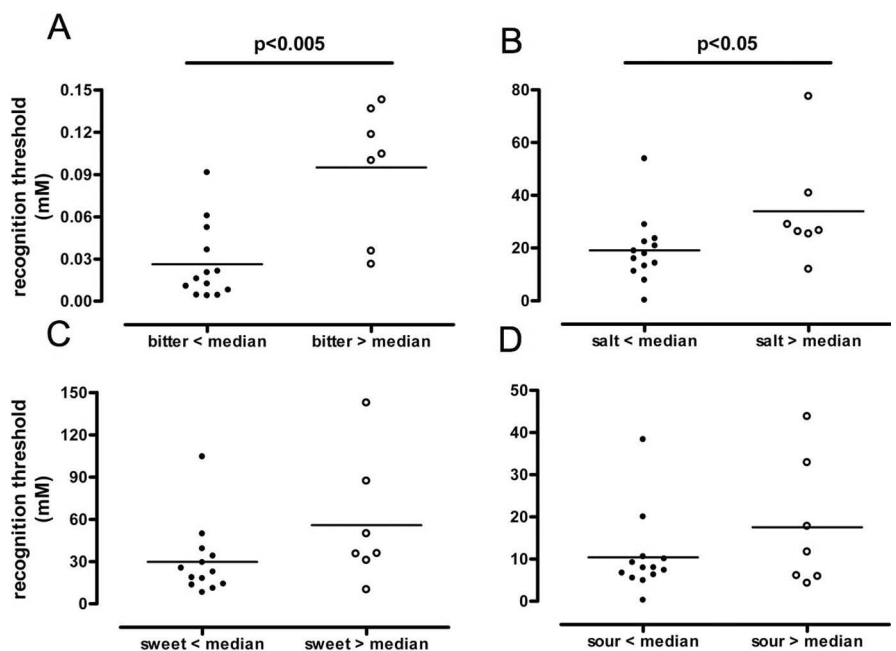 A
p<0.005
recognition threshold
(mM)
0.15
0.12
0.09
0.06
0.03
0.00
bitter < median
bitter > median
B
p<0.05
80
60
40
20
0
salt < median
salt > median
C
recognition threshold
(mM)
150
120
90
60
30
0
sweet < median
sweet > median
D
50
40
30
20
10
0
sour < median
sour > median